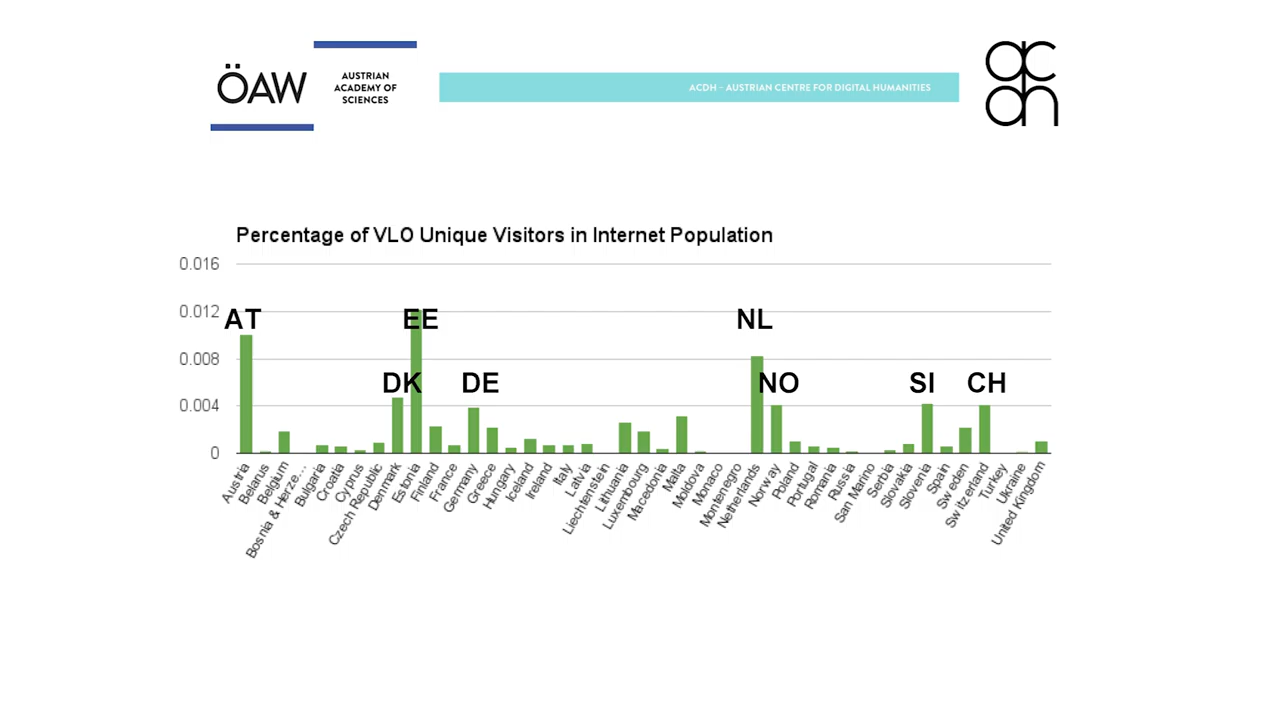 ÖAW
AUSTRIAN
ACADEMY OF
SCIENCES
ACDH – AUSTRIAN CENTRE FOR DIGITAL HUMANITIES
ac
dh
Percentage of VLO Unique Visitors in Internet Population
0.016
0.012
0.008
0.004
0
AT
EE
NL
DK
DE
NO
SI
CH
Austria
Belarus
Belgium
Bosnia & Herze...
Bulgaria
Croatia
Cyprus
Czech Republic
Denmark
Estonia
Finland
France
Germany
Greece
Hungary
Iceland
Ireland
Italy
Latvia
Liechtenstein
Lithuania
Luxembourg
Macedonia
Malta
Moldova
Monaco
Montenegro
Netherlands
Norway
Poland
Portugal
Romania
Russia
San Marino
Serbia
Slovakia
Slovenia
Spain
Sweden
Switzerland
Turkey
Ukraine
United Kingdom